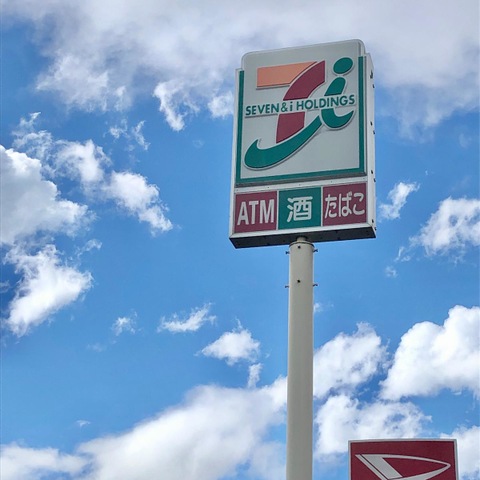 SEVEN & i HOLDINGS
ATM 酒 たばこ